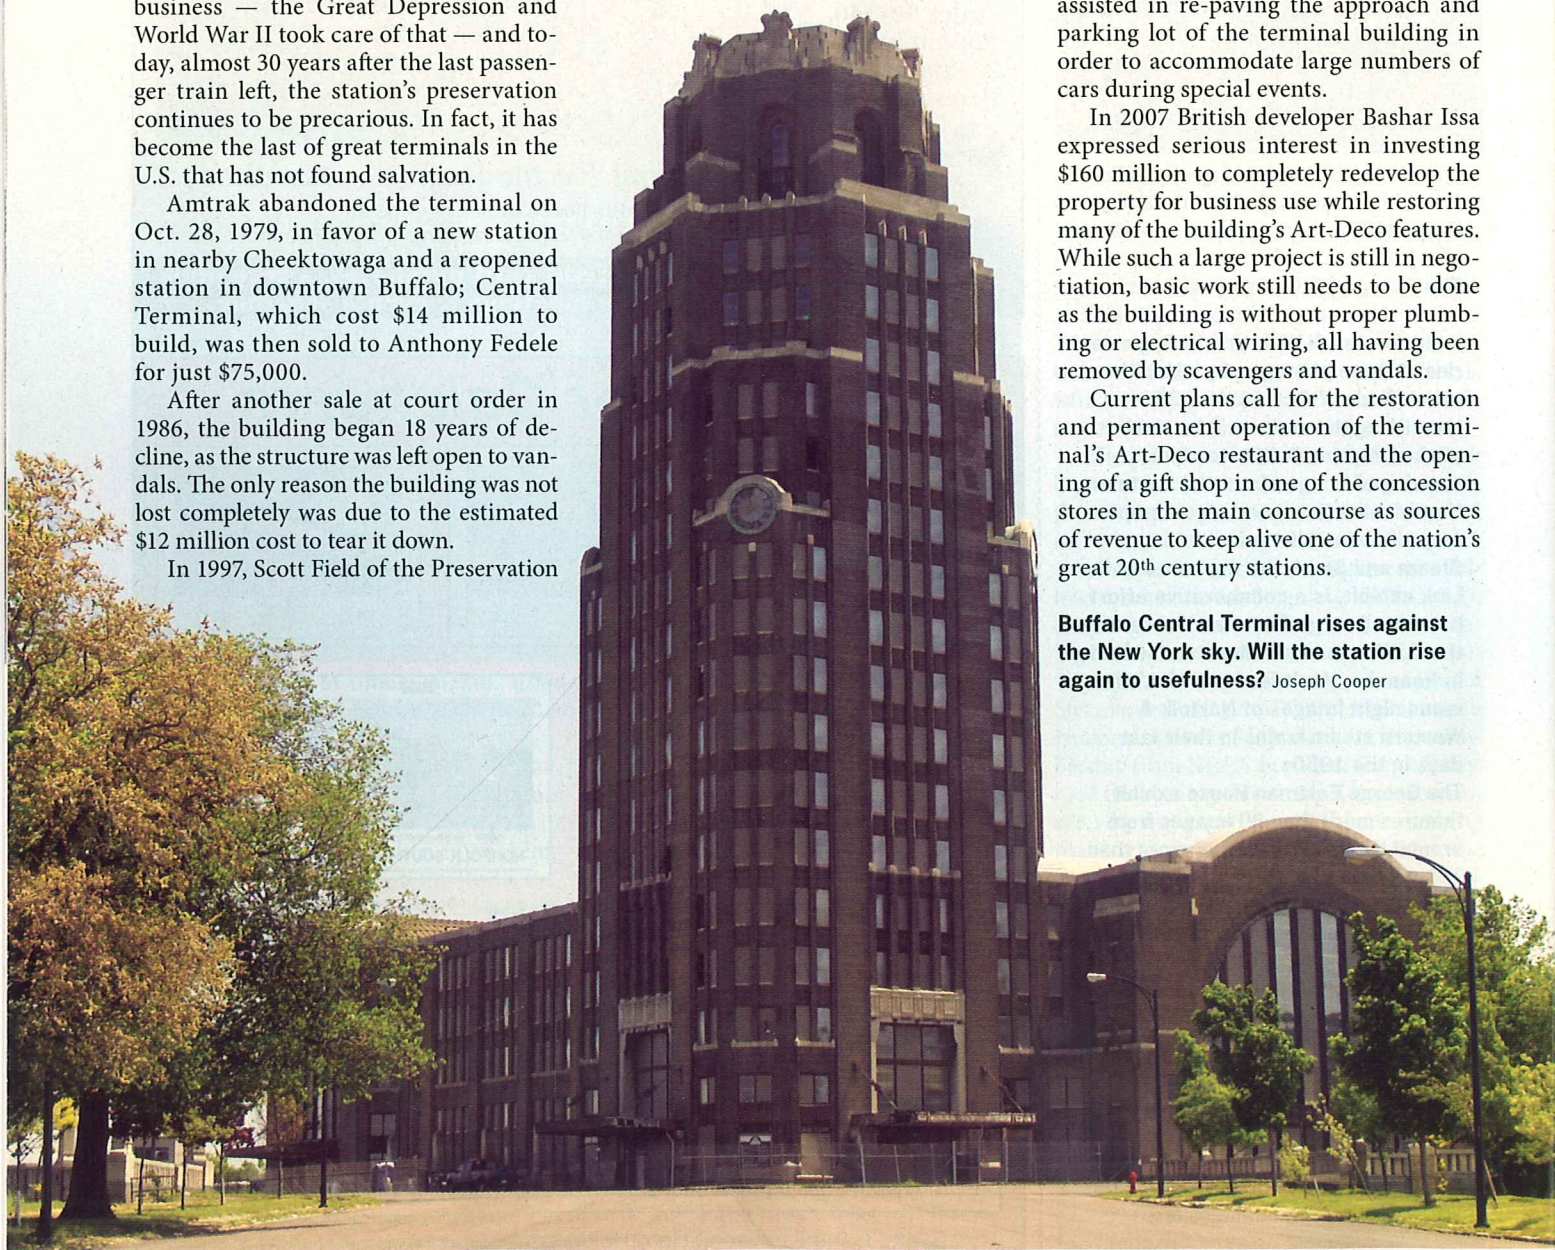 business — the Great Depression and
World War II took care of that — and to-
day, almost 30 years after the last passen-
ger train left, the station's preservation
continues to be precarious. In fact, it has
become the last of great terminals in the
U.S. that has not found salvation.
Amtrak abandoned the terminal on
Oct. 28, 1979, in favor of a new station
in nearby Cheektowaga and a reopened
station in downtown Buffalo; Central
Terminal, which cost $14 million to
build, was then sold to Anthony Fedele
for just $75,000.
After another sale at court order in
1986, the building began 18 years of de-
cline, as the structure was left open to van-
dals. The only reason the building was not
lost completely was due to the estimated
$12 million cost to tear it down.
In 1997, Scott Field of the Preservation
assisted in re-paving the approach and
parking lot of the terminal building in
order to accommodate large numbers of
cars during special events.
In 2007 British developer Bashar Issa
expressed serious interest in investing
$160 million to completely redevelop the
property for business use while restoring
many of the building's Art-Deco features.
While such a large project is still in nego-
tiation, basic work still needs to be done
as the building is without proper plumb-
ing or electrical wiring, all having been
removed by scavengers and vandals.
Current plans call for the restoration
and permanent operation of the termi-
nal's Art-Deco restaurant and the open-
ing of a gift shop in one of the concession
stores in the main concourse as sources
of revenue to keep alive one of the nation's
great 20th century stations.
Buffalo Central Terminal rises against
the New York sky. Will the station rise
again to usefulness? Joseph Cooper